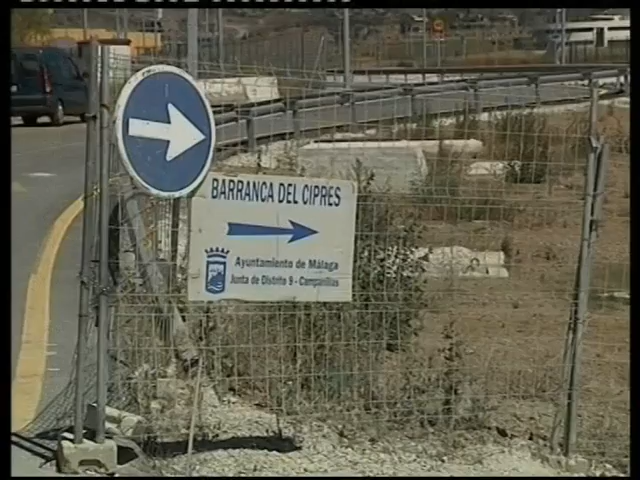 BARRANCA DEL CIPRES
Ayuntamiento de Málaga
Junta de Distrito 9 - Campanillas